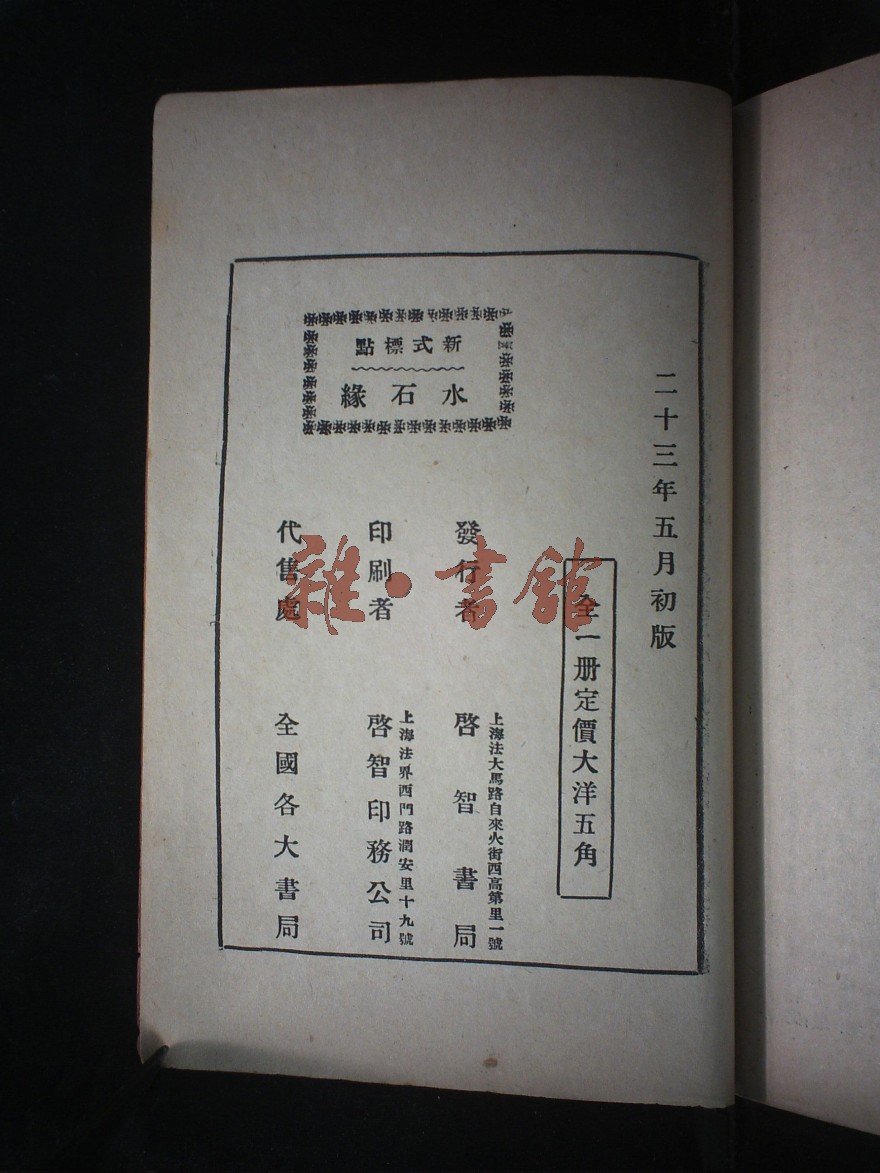 二十三年五月初版
全一册定價大洋五角
新式標點
水石緣
發行者
上海法大馬路自來火街西高第里一號
啓智書局
印刷者
上海法界西門路潤安里十九號
啓智印務公司
代售處
全國各大書局
雜·書館